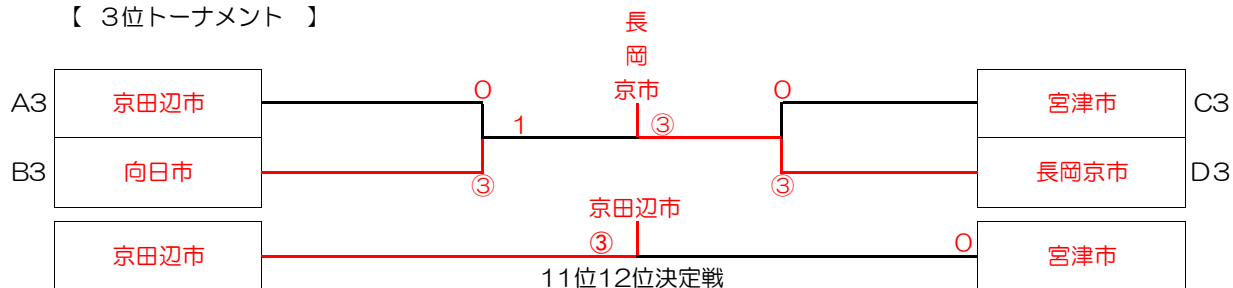 【 3位トーナメント 】
長岡京市
A3 京田辺市 0 0 宮津市 C3
1 ③
B3 向日市 ③ ③ 長岡京市 D3
京田辺市
京田辺市 ③ 0 宮津市
11位12位決定戦